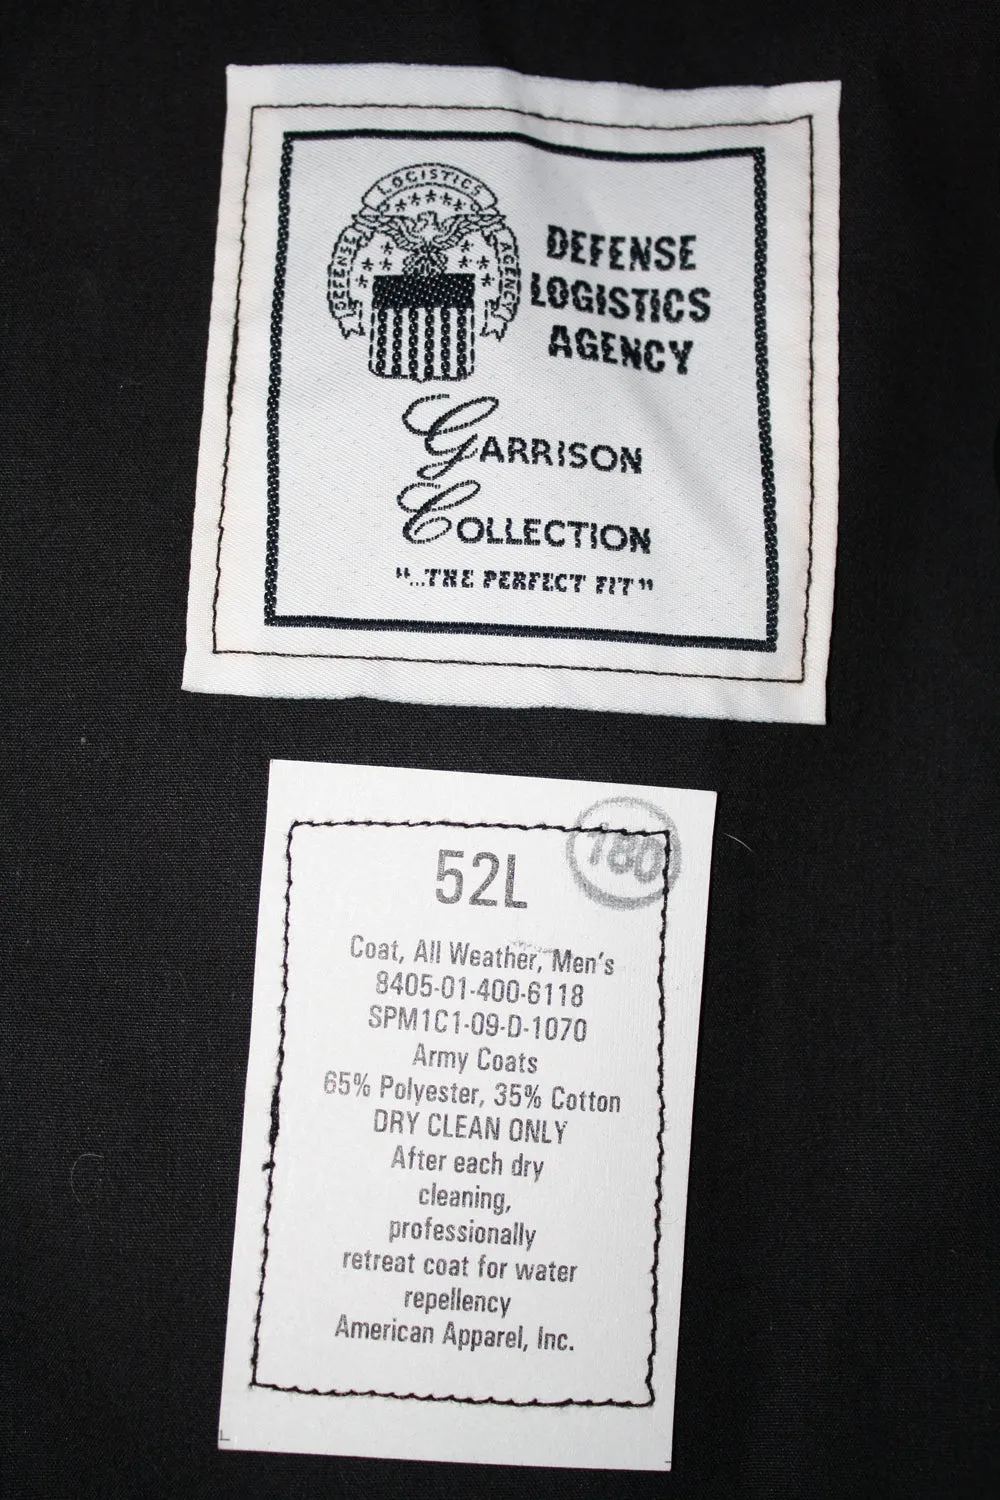 LOGISTICS
DEFENSE
AGENCY
DEFENSE
LOGISTICS
AGENCY
GARRISON
COLLECTION
"...THE PERFECT FIT"
180
52L
Coat, All Weather, Men's
8405-01-400-6118
SPM1C1-09-D-1070
Army Coats
65% Polyester, 35% Cotton
DRY CLEAN ONLY
After each dry
cleaning,
professionally
retreat coat for water
repellency
American Apparel, Inc.